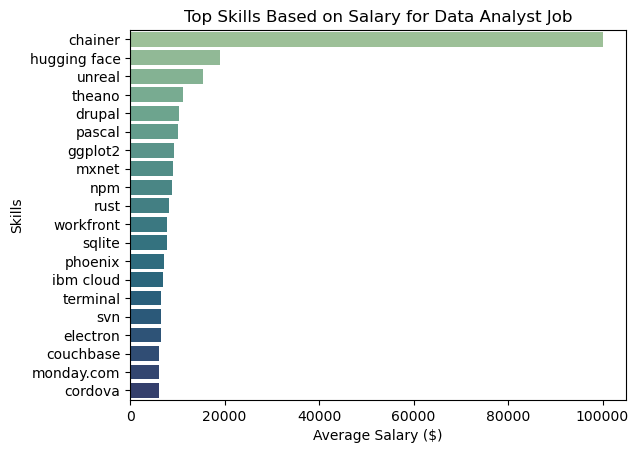 Top Skills Based on Salary for Data Analyst Job
Skills
chainer
hugging face
unreal
theano
drupal
pascal
ggplot2
mxnet
npm
rust
workfront
sqlite
phoenix
ibm cloud
terminal
svn
electron
couchbase
monday.com
cordova
0 20000 40000 60000 80000 100000
Average Salary ($)